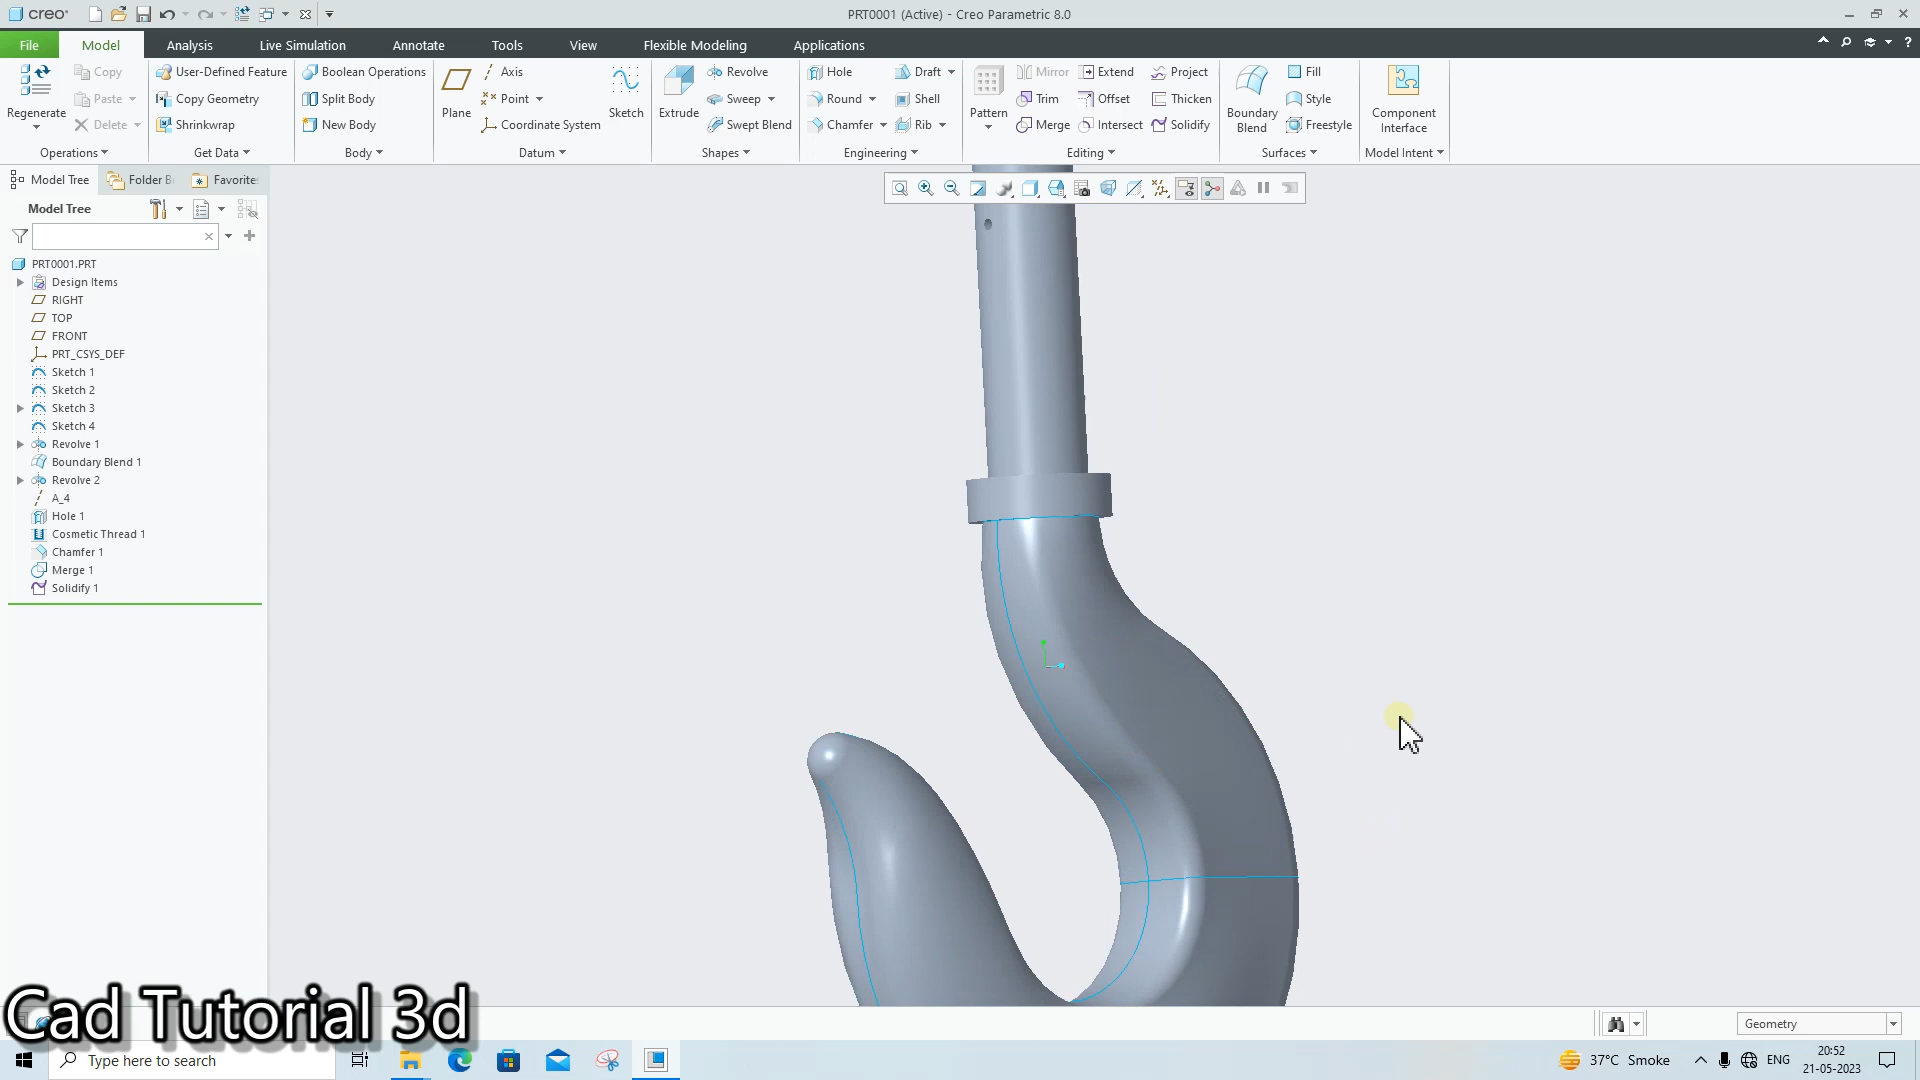 creo
PRT0001 (Active) - Creo Parametric 8.0
File Model Analysis Live Simulation Annotate Tools View Flexible Modeling Applications
Regenerate
Copy
Paste
Delete
Operations
User-Defined Feature
Copy Geometry
Shrinkwrap
Get Data
Boolean Operations
Split Body
New Body
Body
Plane
Axis
Point
Coordinate System
Sketch
Datum
Extrude
Revolve
Sweep
Swept Blend
Shapes
Hole
Round
Chamfer
Draft
Shell
Rib
Engineering
Pattern
Mirror
Trim
Merge
Extend
Offset
Intersect
Project
Thicken
Solidify
Editing
Boundary
Blend
Fill
Style
Freestyle
Surfaces
Component
Interface
Model Intent
Model Tree Folder B Favorite
Model Tree
PRT0001.PRT
Design Items
RIGHT
TOP
FRONT
PRT_CSYS_DEF
Sketch 1
Sketch 2
Sketch 3
Sketch 4
Revolve 1
Boundary Blend 1
Revolve 2
A_4
Hole 1
Cosmetic Thread 1
Chamfer 1
Merge 1
Solidify 1
Cad Tutorial 3d
Geometry
Type here to search
37°C Smoke
ENG
20:52
21-05-2023